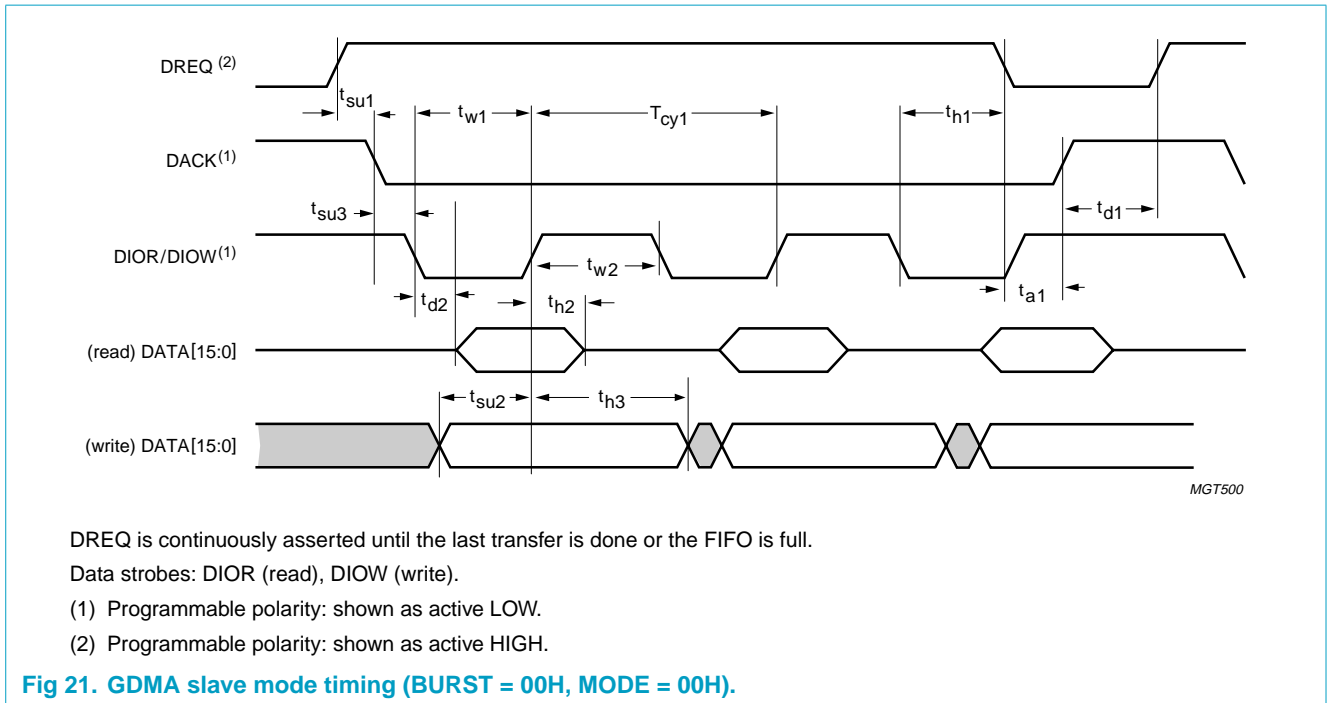 DREQ (2)
tsu1
tw1
Tcy1
th1
DACK(1)
tsu3
td1
DIOR/DIOW(1)
tw2
td2
th2
ta1
(read) DATA[15:0]
tsu2
th3
(write) DATA[15:0]
MGT500
DREQ is continuously asserted until the last transfer is done or the FIFO is full.
Data strobes: DIOR (read), DIOW (write).
(1) Programmable polarity: shown as active LOW.
(2) Programmable polarity: shown as active HIGH.
Fig 21. GDMA slave mode timing (BURST = 00H, MODE = 00H).